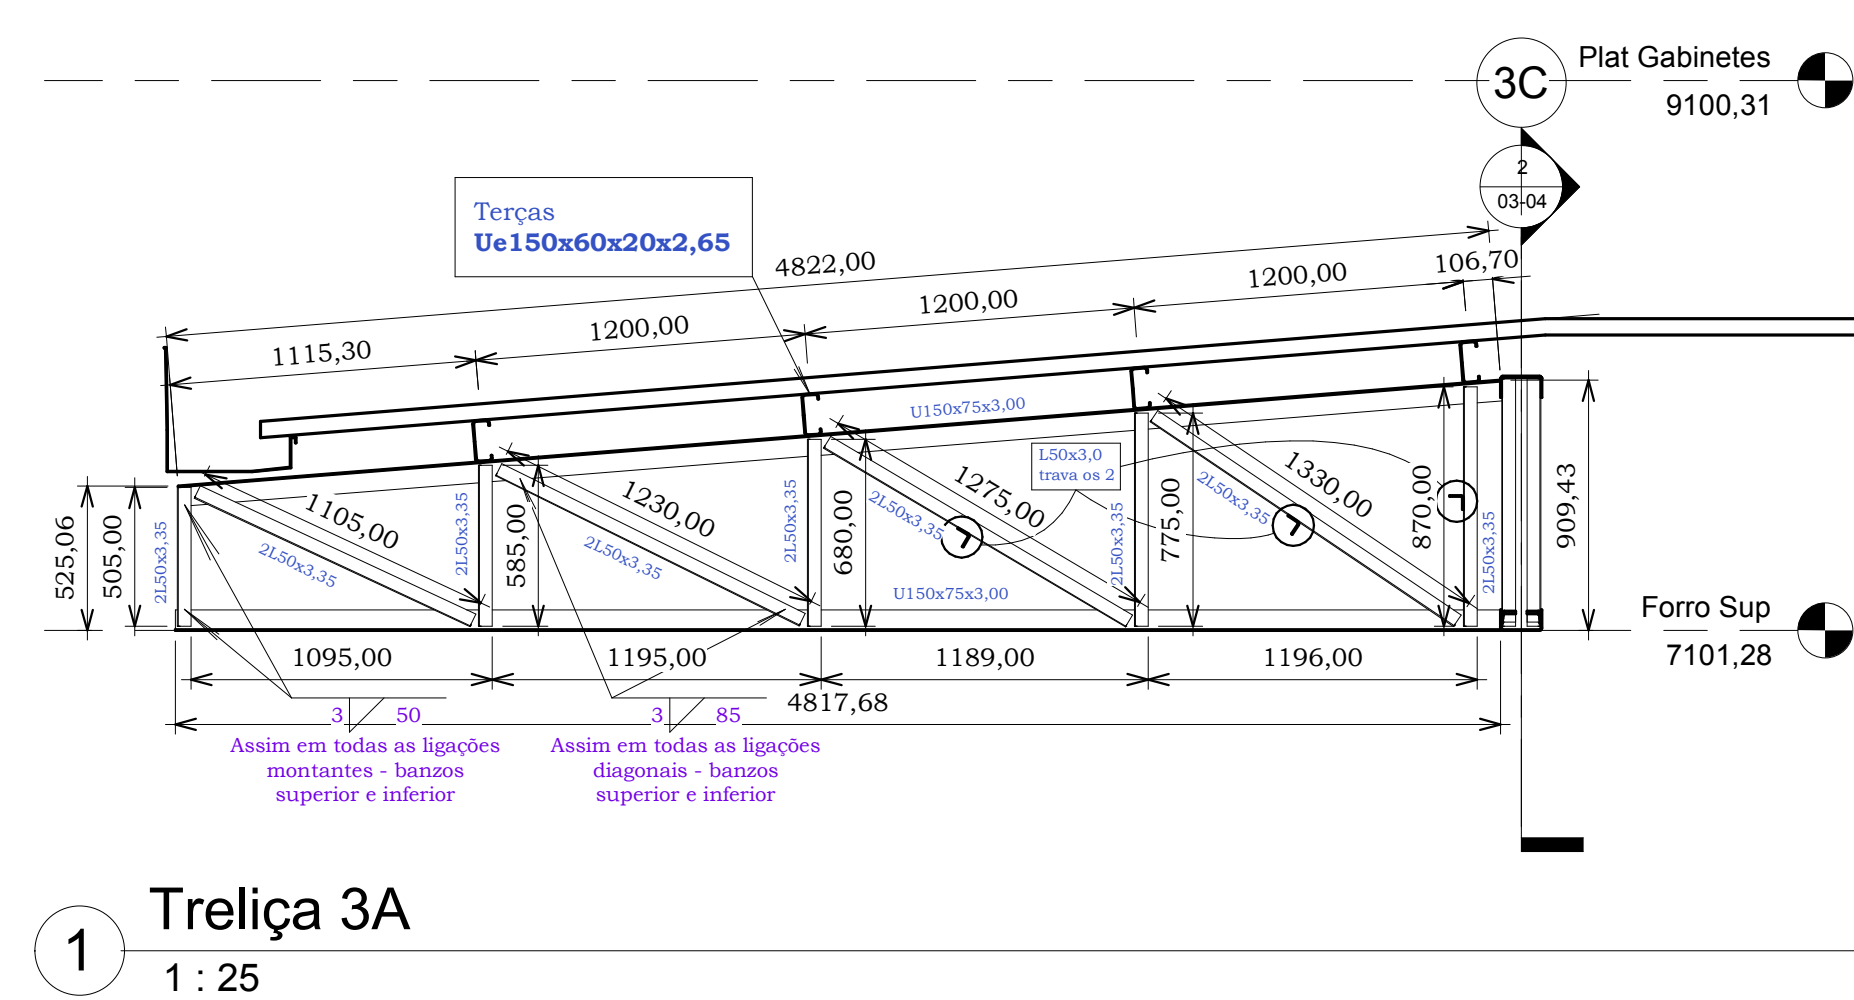 3C
Plat Gabinetes
9100,31
2
03-04
Terças
Ue150x60x20x2,65
4822,00
106,70
1200,00
1200,00
1200,00
1115,30
U150x75x3,00
L50x3,0
trava os 2
1105,00
1230,00
1275,00
1330,00
2L50x3,35
2L50x3,35
2L50x3,35
2L50x3,35
525,06
505,00
2L50x3,35
2L50x3,35
585,00
2L50x3,35
680,00
2L50x3,35
775,00
870,00
2L50x3,35
909,43
U150x75x3,00
Forro Sup
7101,28
1095,00
1195,00
1189,00
1196,00
4817,68
3 50
Assim em todas as ligações
montantes - banzos
superior e inferior
3 85
Assim em todas as ligações
diagonais - banzos
superior e inferior
1
Treliça 3A
1 : 25